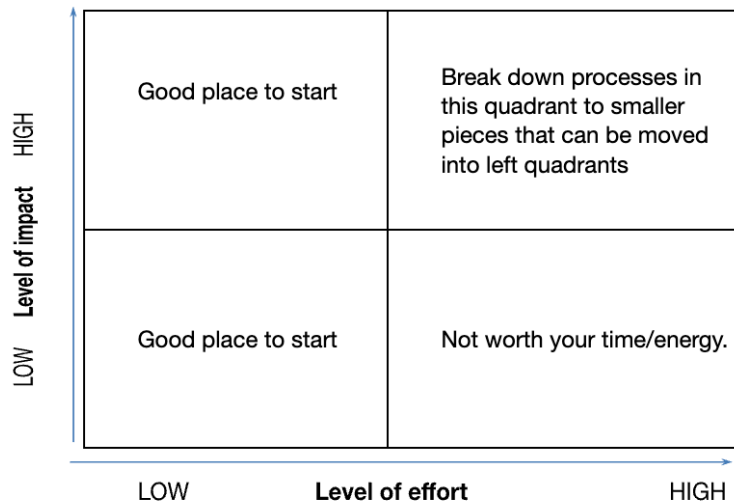 Good place to start
Break down processes in
this quadrant to smaller
pieces that can be moved
into left quadrants
HIGH
Level of impact
LOW
Good place to start
Not worth your time/energy.
LOW
Level of effort
HIGH